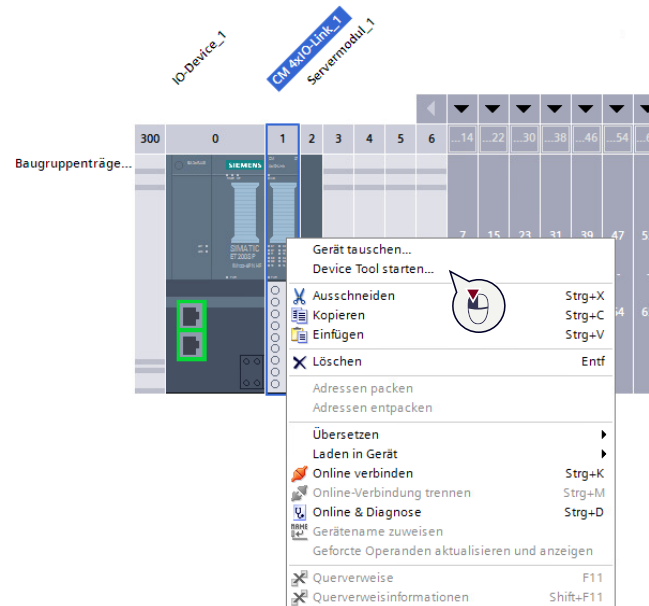 IO-Device_1
CM 4xIO-Link_1
Servermodul_1
300 0 1 2 3 4 5 6 ...14 ...22 ...30 ...38 ...46 ...54
Baugruppenträge...
SIEMENS
7 15 23 31 39 47
SIMATIC
ET 200SP
Gerät tauschen...
Device Tool starten...
Ausschneiden Strg+X
Kopieren Strg+C
Einfügen Strg+V
Löschen Entf
Adressen packen
Adressen entpacken
Übersetzen
Laden in Gerät
Online verbinden Strg+K
Online-Verbindung trennen Strg+M
Online & Diagnose Strg+D
NAME Gerätename zuweisen
Geforcte Operanden aktualisieren und anzeigen
Querverweise F11
Querverweisinformationen Shift+F11